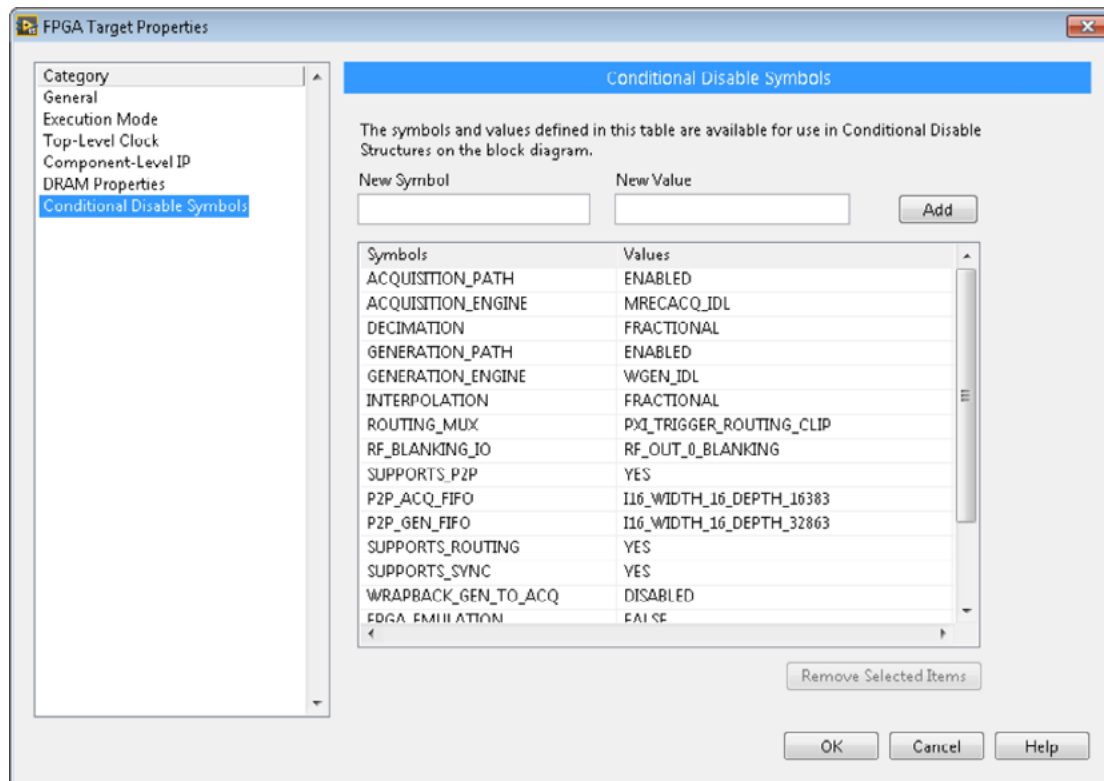 FPGA Target Properties
Category
General
Execution Mode
Top-Level Clock
Component-Level IP
DRAM Properties
Conditional Disable Symbols
Conditional Disable Symbols
The symbols and values defined in this table are available for use in Conditional Disable
Structures on the block diagram.
New Symbol New Value
Add
Symbols Values
ACQUISITION_PATH ENABLED
ACQUISITION_ENGINE MRECACQ_IDL
DECIMATION FRACTIONAL
GENERATION_PATH ENABLED
GENERATION_ENGINE WGEN_IDL
INTERPOLATION FRACTIONAL
ROUTING_MUX PXI_TRIGGER_ROUTING_CLIP
RF_BLANKING_IO RF_OUT_0_BLANKING
SUPPORTS_P2P YES
P2P_ACQ_FIFO I16_WIDTH_16_DEPTH_16383
P2P_GEN_FIFO I16_WIDTH_16_DEPTH_32863
SUPPORTS_ROUTING YES
SUPPORTS_SYNC YES
WRAPBACK_GEN_TO_ACQ DISABLED
FPGA_EMULATION FALSE
Remove Selected Items
OK Cancel Help